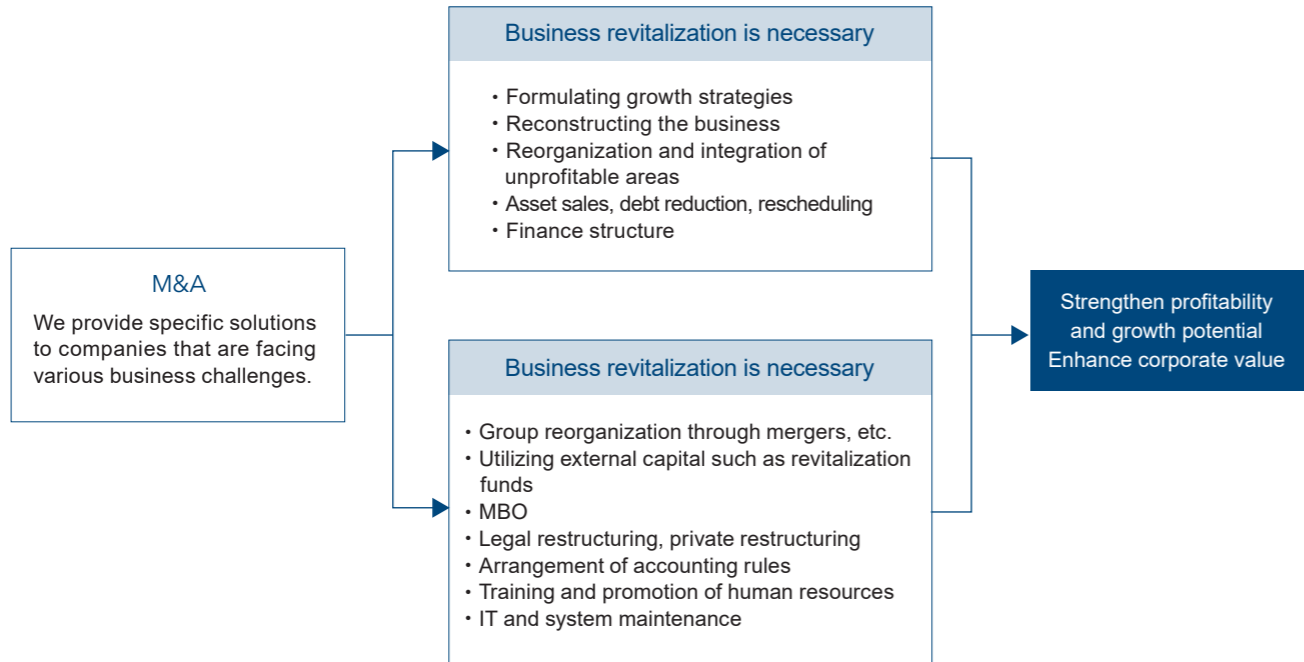 M&A
We provide specific solutions
to companies that are facing
various business challenges.
Business revitalization is necessary
・Formulating growth strategies
・Reconstructing the business
・Reorganization and integration of
unprofitable areas
・Asset sales, debt reduction, rescheduling
・Finance structure
Business revitalization is necessary
・Group reorganization through mergers, etc.
・Utilizing external capital such as revitalization
funds
・MBO
・Legal restructuring, private restructuring
・Arrangement of accounting rules
・Training and promotion of human resources
・IT and system maintenance
Strengthen profitability
and growth potential
Enhance corporate value